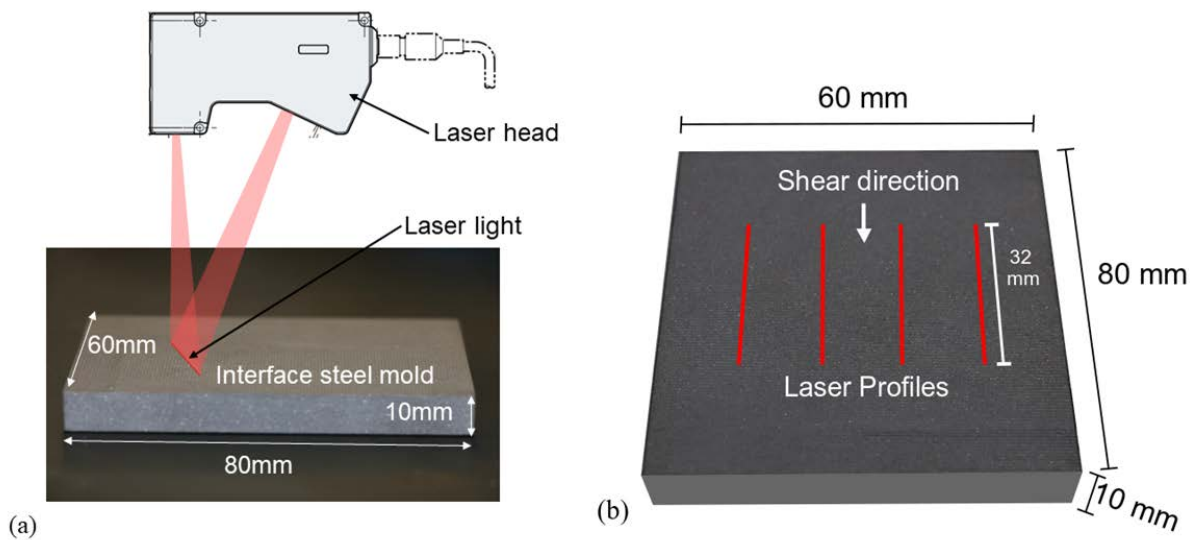 Laser head
Laser light
60mm
Interface steel mold
10mm
80mm
(a)
60 mm
Shear direction
32
mm
80 mm
Laser Profiles
10 mm
(b)